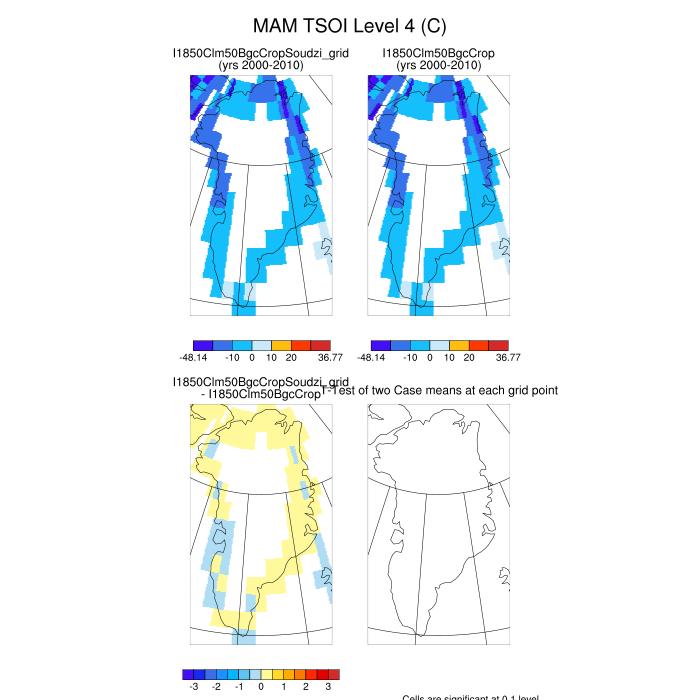 MAM TSOI Level 4 (C)
I1850Clm50BgcCropSoudzi_grid
(yrs 2000-2010)
I1850Clm50BgcCrop
(yrs 2000-2010)
-48.14 -10 0 10 20 36.77
-48.14 -10 0 10 20 36.77
I1850Clm50BgcCropSoudzi_grid
- I1850Clm50BgcCrop
T-Test of two Case means at each grid point
-3 -2 -1 0 1 2 3
Cells are significant at 0.1 level